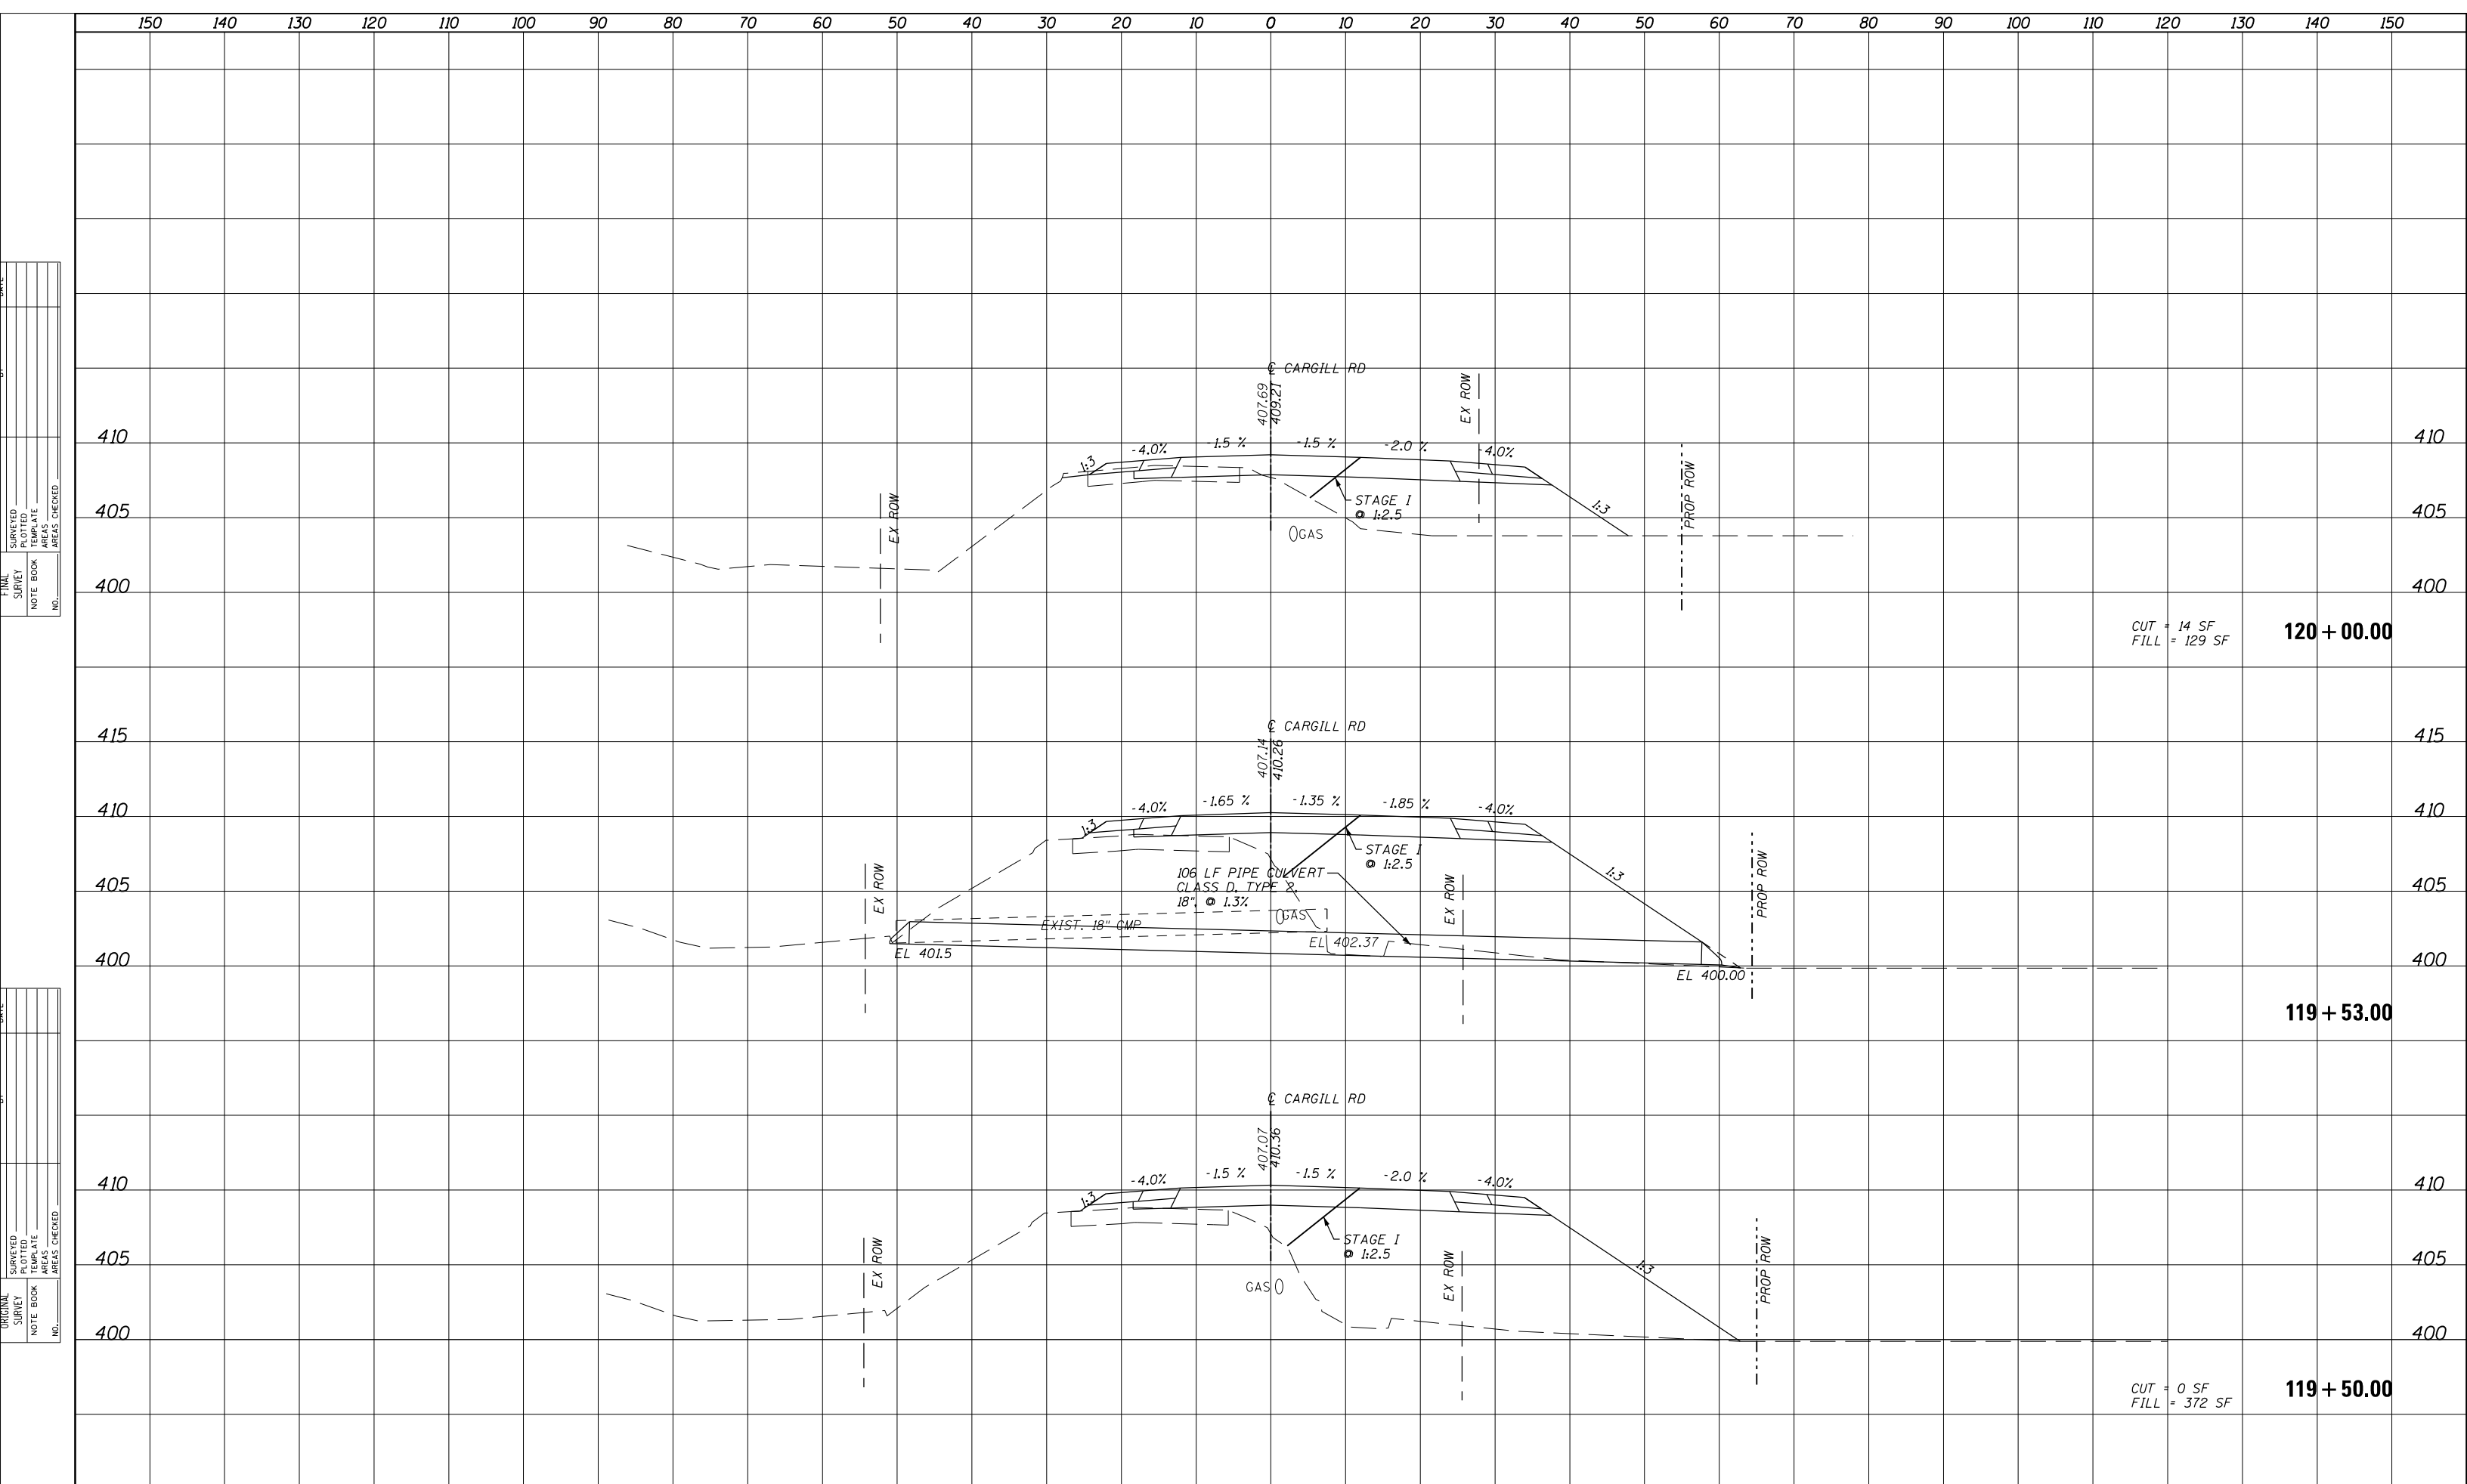 150 140 130 120 110 100 90 80 70 60 50 40 30 20 10 0 10 20 30 40 50 60 70 80 90 100 110 120 130 140 150
℄ CARGILL RD
407.69
409.21
EX ROW
410 410
1:3 -4.0% -1.5 % -1.5 % -2.0 % -4.0%
EX ROW
PROP ROW
STAGE I
@ 1:2.5
1:3
405 405
GAS
400 400
CUT = 14 SF
FILL = 129 SF
120+00.00
℄ CARGILL RD
415 415
407.14
410.26
410 410
1:3 -4.0% -1.65 % -1.35 % -1.85 % -4.0%
STAGE I
@ 1:2.5
EX ROW
106 LF PIPE CULVERT
CLASS D, TYPE 2,
18", @ 1.3%
EX ROW
1:3
PROP ROW
405 405
GAS
EXIST. 18" CMP
EL 402.37
EL 401.5
400 400
EL 400.00
119+53.00
℄ CARGILL RD
407.07
410.36
410 410
1:3 -4.0% -1.5 % -1.5 % -2.0 % -4.0%
EX ROW
STAGE I
@ 1:2.5
EX ROW
1:3
PROP ROW
405 405
GAS
400 400
CUT = 0 SF
FILL = 372 SF
119+50.00
FINAL
SURVEY
NOTE BOOK
NO.
SURVEYED
PLOTTED
TEMPLATE
AREAS
AREAS CHECKED
ORIGINAL
SURVEY
NOTE BOOK
NO.
SURVEYED
PLOTTED
TEMPLATE
AREAS
AREAS CHECKED